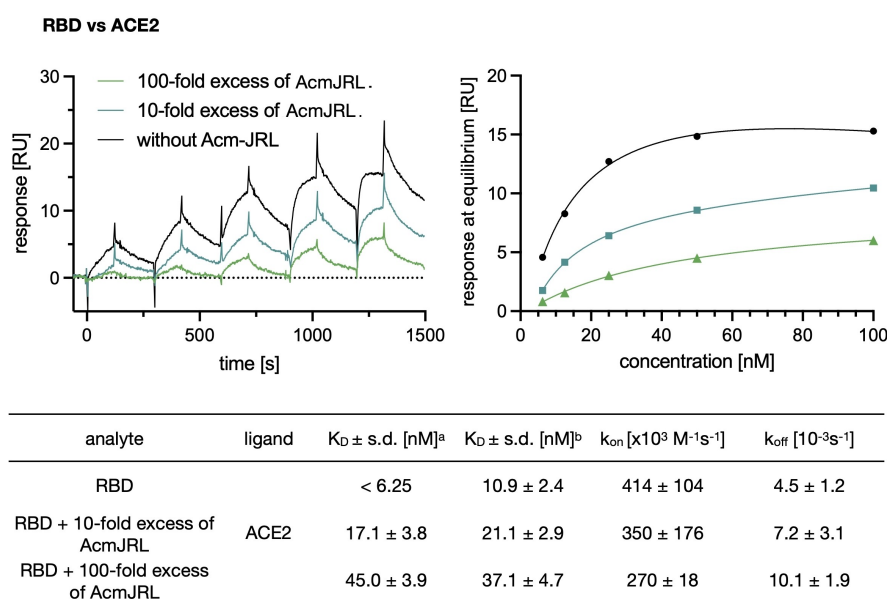 RBD vs ACE2
response [RU]
30
20
10
0
100-fold excess of AcmJRL.
10-fold excess of AcmJRL.
without Acm-JRL
0
500
1000
1500
time [s]
response at equilibrium [RU]
20
15
10
5
0
0
20
40
60
80
100
concentration [nM]
analyte ligand K_D ± s.d. [nM]ᵃ K_D ± s.d. [nM]ᵇ kₒₙ [x10³ M⁻¹s⁻¹] k_off [10⁻³s⁻¹]
RBD < 6.25 10.9 ± 2.4 414 ± 104 4.5 ± 1.2
RBD + 10-fold excess of
AcmJRL
ACE2 17.1 ± 3.8 21.1 ± 2.9 350 ± 176 7.2 ± 3.1
RBD + 100-fold excess
of AcmJRL
45.0 ± 3.9 37.1 ± 4.7 270 ± 18 10.1 ± 1.9